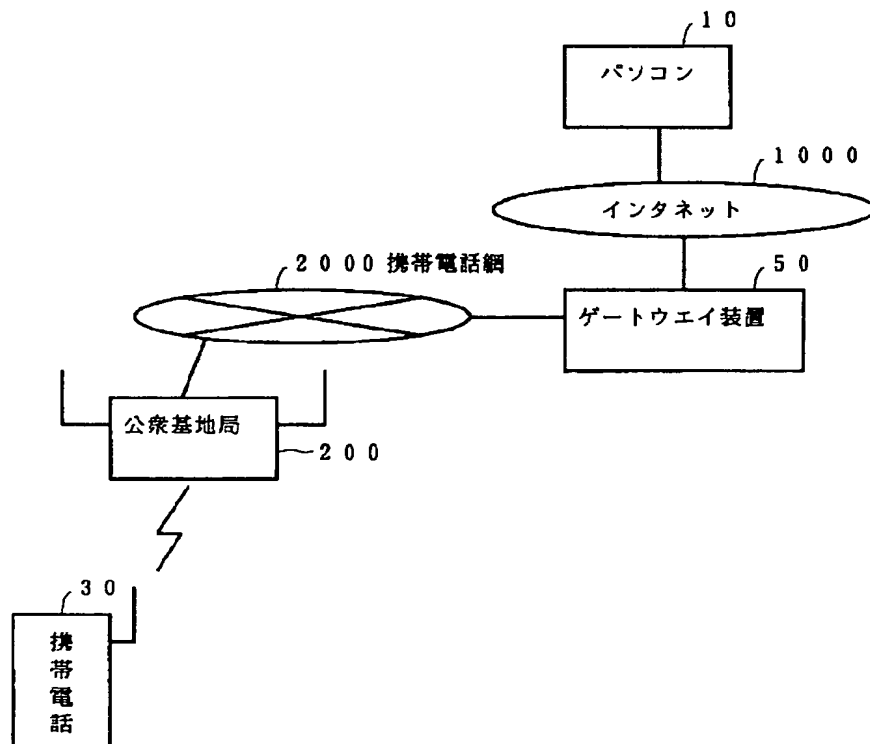 10
パソコン
1000
インタネット
2000 携帯電話網
50
ゲートウエイ装置
公衆基地局
200
30
携帯電話